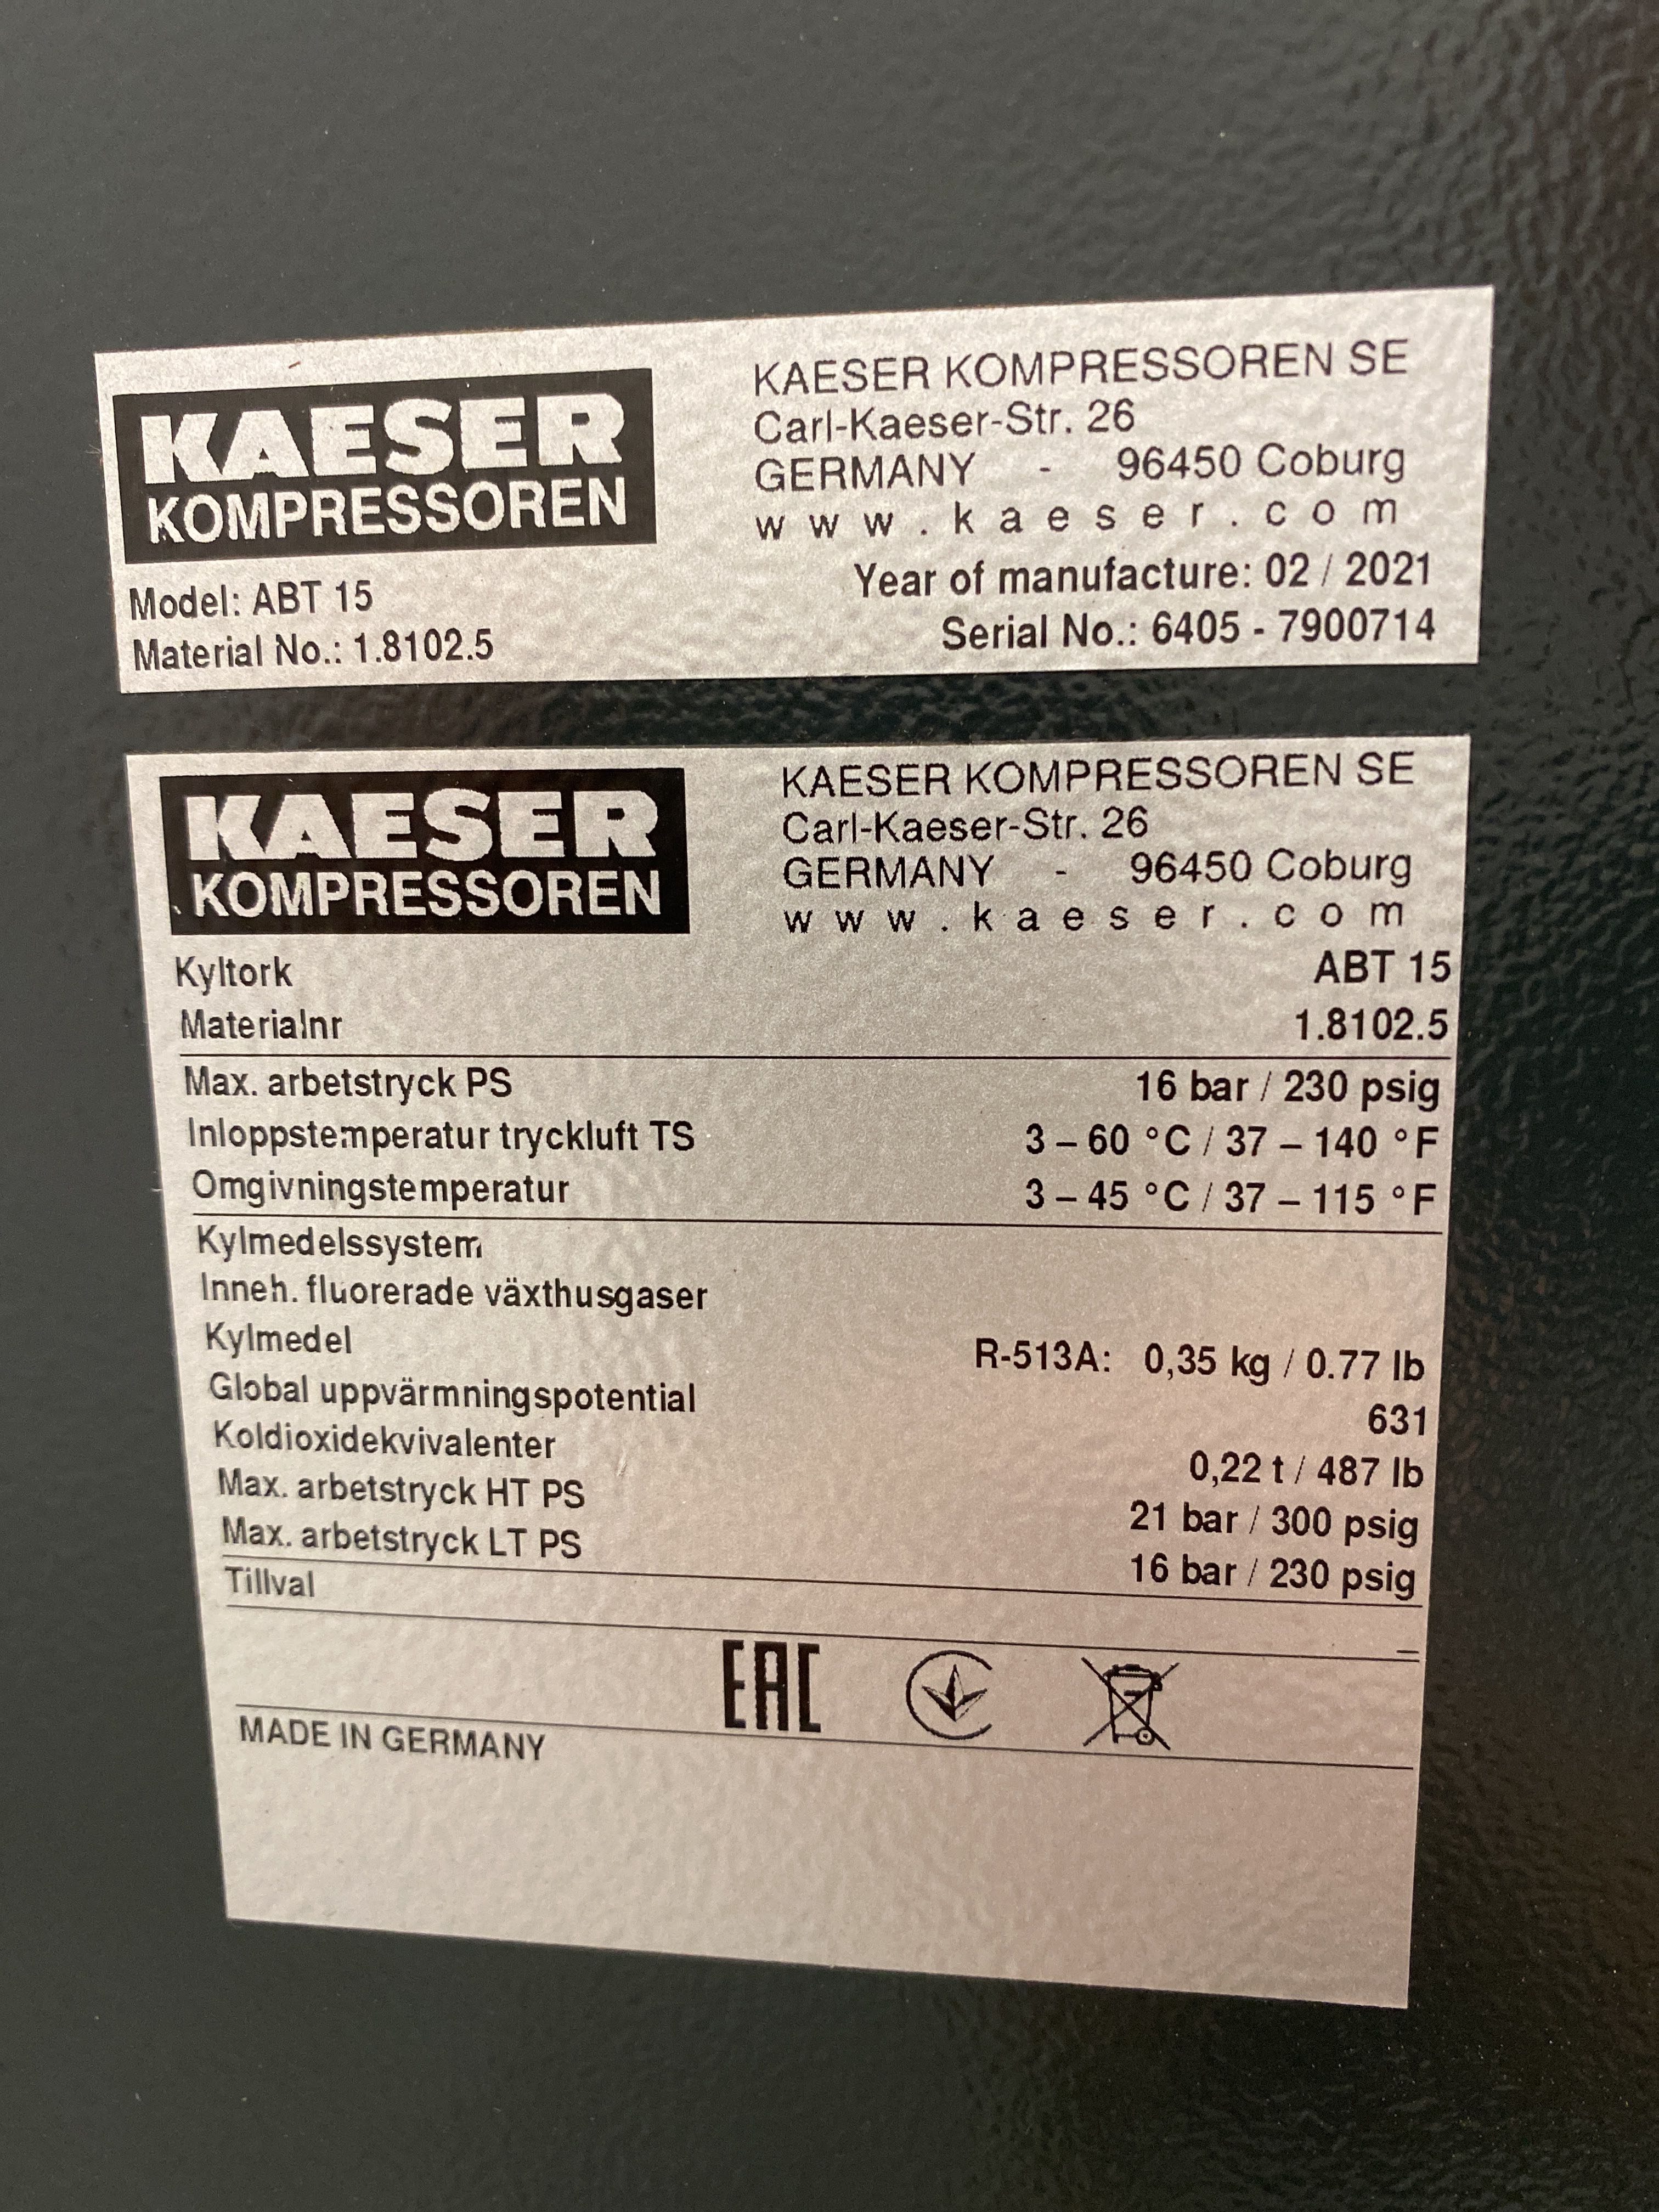 KAESER
KOMPRESSOREN
KAESER KOMPRESSOREN SE
Carl-Kaeser-Str. 26
GERMANY - 96450 Coburg
www.kaeser.com
Model: ABT 15
Year of manufacture: 02 / 2021
Material No.: 1.8102.5
Serial No.: 6405 - 7900714
KAESER
KOMPRESSOREN
KAESER KOMPRESSOREN SE
Carl-Kaeser-Str. 26
GERMANY - 96450 Coburg
www.kaeser.com
Kyltork ABT 15
Materialnr 1.8102.5
Max. arbetstryck PS 16 bar / 230 psig
Inloppstemperatur tryckluft TS 3 – 60 °C / 37 – 140 °F
Omgivningstemperatur 3 – 45 °C / 37 – 115 °F
Kylmedelssystem
Inneh. fluorerade växthusgaser
Kylmedel R-513A: 0,35 kg / 0.77 lb
Global uppvärmningspotential 631
Koldioxidekvivalenter 0,22 t / 487 lb
Max. arbetstryck HT PS 21 bar / 300 psig
Max. arbetstryck LT PS 16 bar / 230 psig
Tillval –
EAC
MADE IN GERMANY